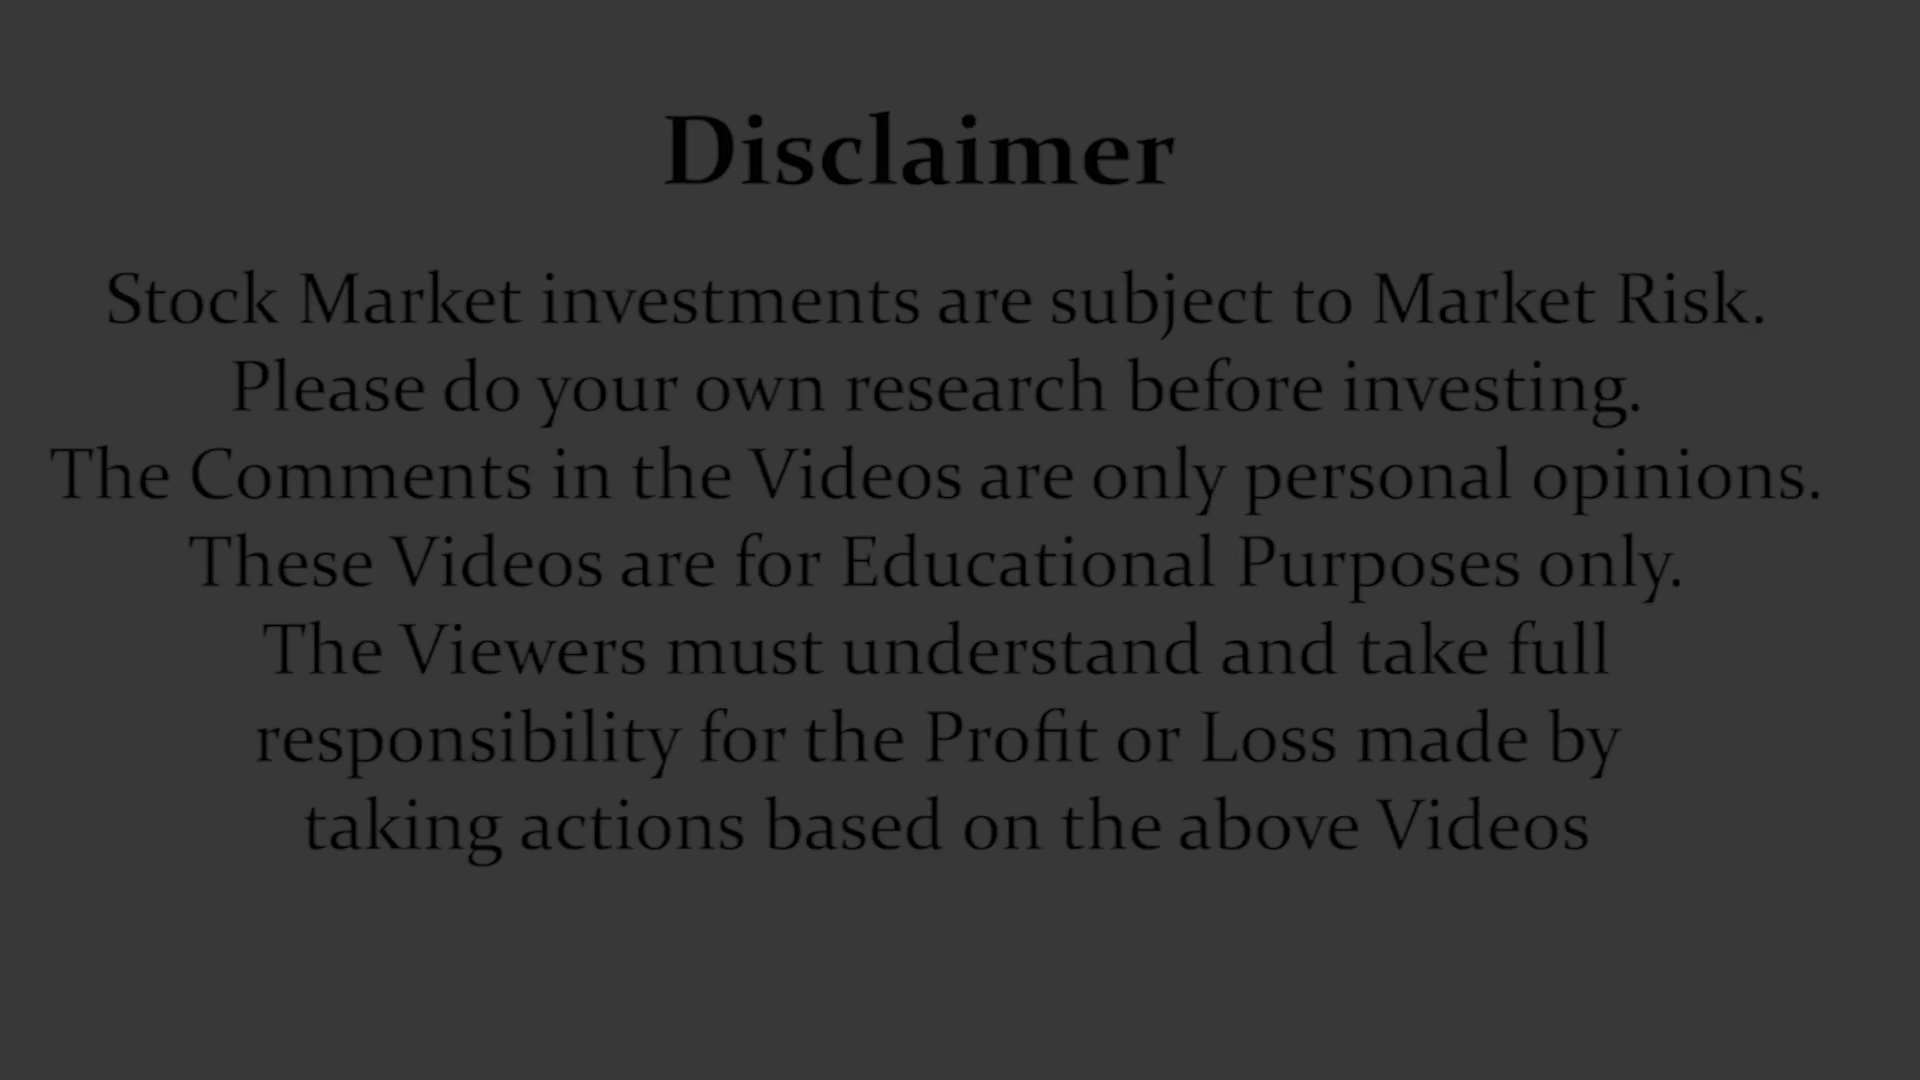 Disclaimer
Stock Market investments are subject to Market Risk.
Please do your own research before investing.
The Comments in the Videos are only personal opinions.
These Videos are for Educational Purposes only.
The Viewers must understand and take full
responsibility for the Profit or Loss made by
taking actions based on the above Videos